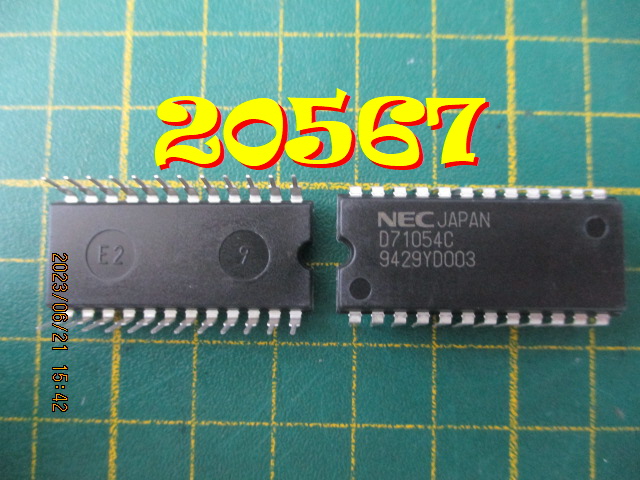 20567
NEC JAPAN
D71054C
9429YD003
E2
9
2023/06/21 15:42